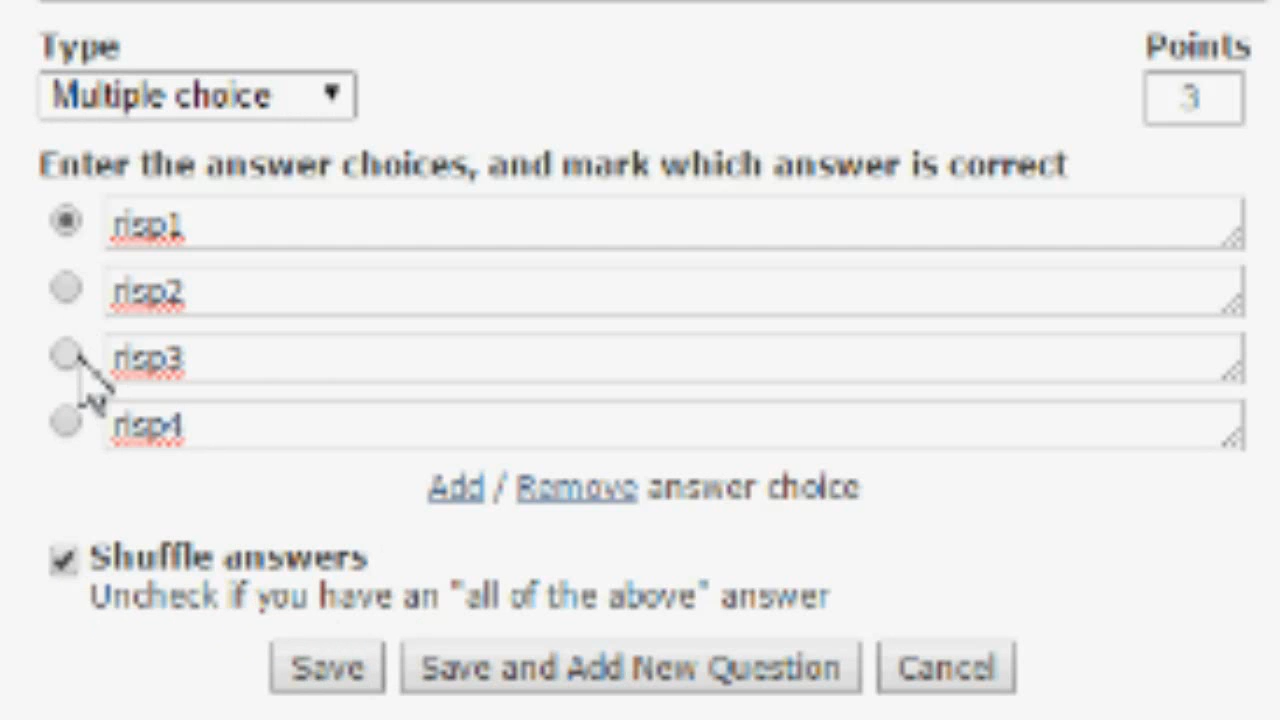 Type Points
Multiple choice 3
Enter the answer choices, and mark which answer is correct
risp1
risp2
risp3
risp4
Add / Remove answer choice
Shuffle answers
Uncheck if you have an "all of the above" answer
Save Save and Add New Question Cancel